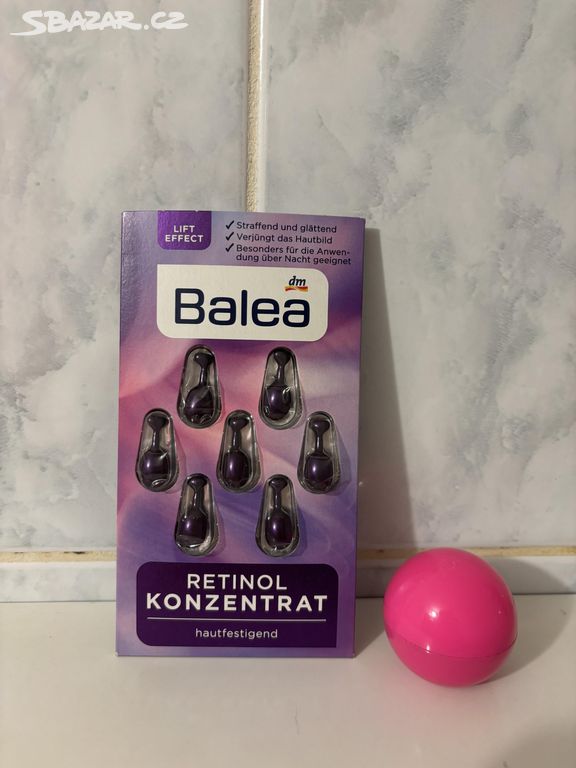 SBAZAR.CZ
LIFT
EFFECT
✓ Straffend und glättend
✓ Verjüngt das Hautbild
✓ Besonders für die Anwen-
dung über Nacht geeignet
dm
Balea
RETINOL
KONZENTRAT
hautfestigend